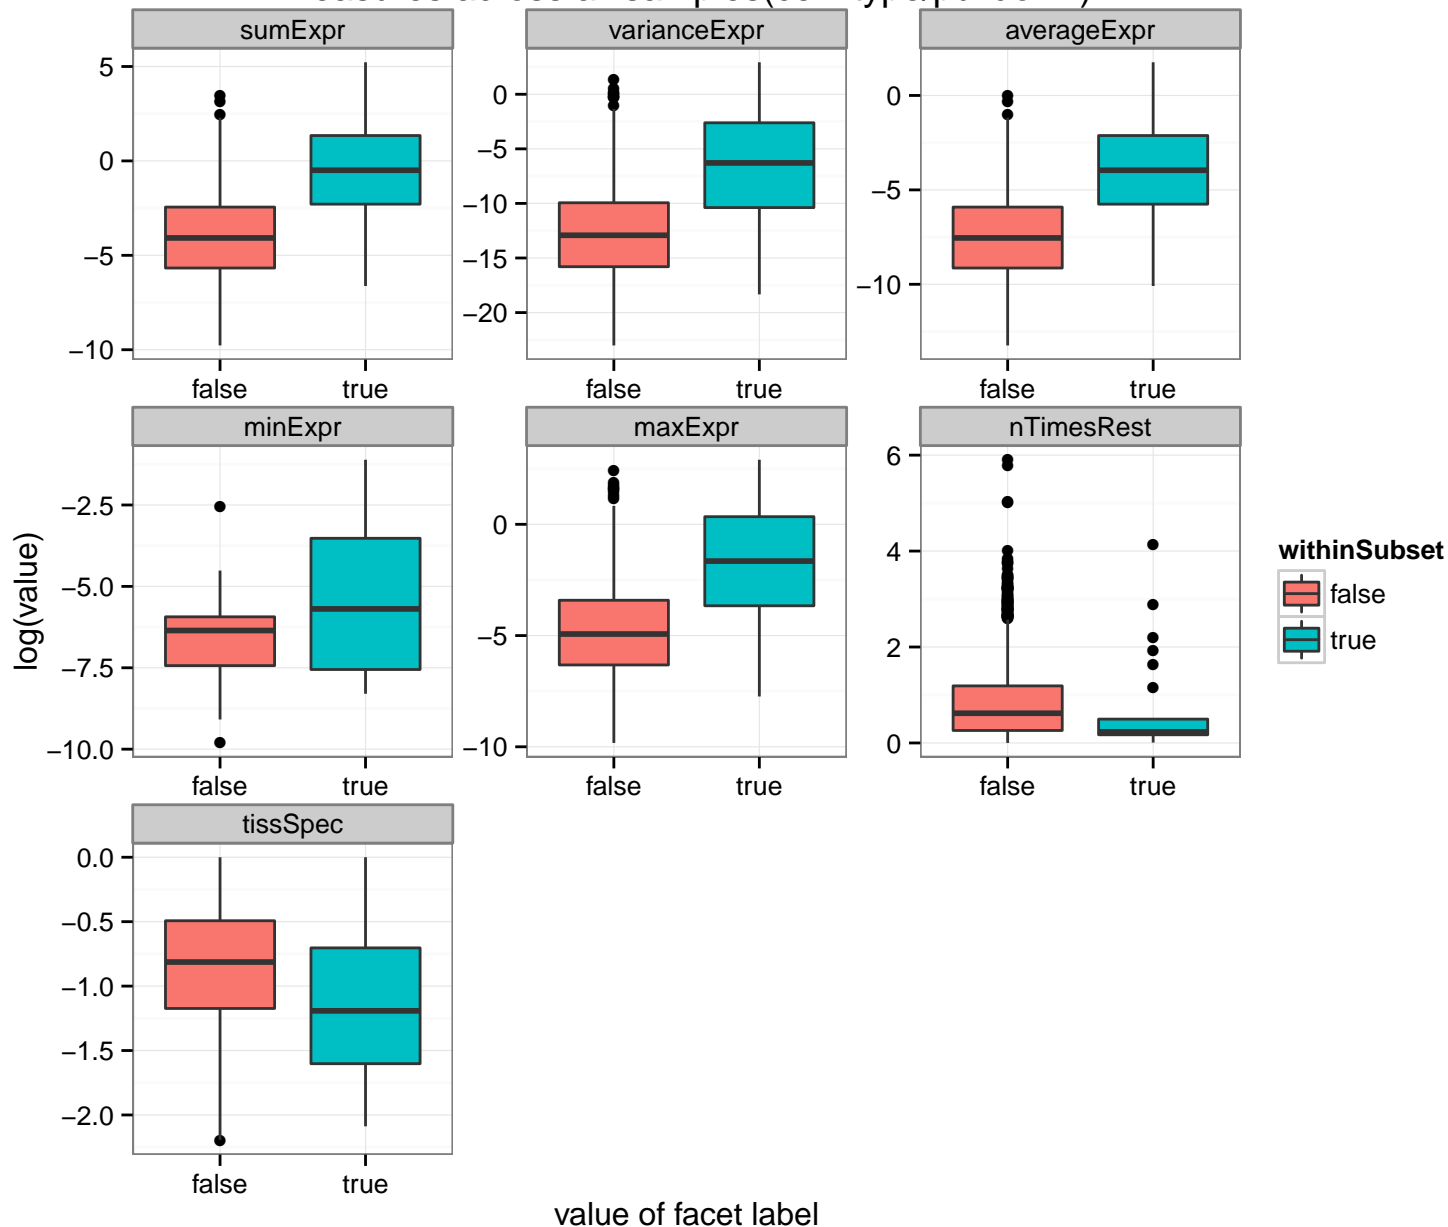 sumExpr varianceExpr averageExpr
5
0
−5
−10
0
−5
−10
−15
−20
0
−5
−10
false true false true false true
minExpr maxExpr nTimesRest
−2.5
−5.0
−7.5
−10.0
0
−5
−10
6
4
2
0
false true false true false true
tissSpec
0.0
−0.5
−1.0
−1.5
−2.0
false true
log(value)
value of facet label
withinSubset
false
true